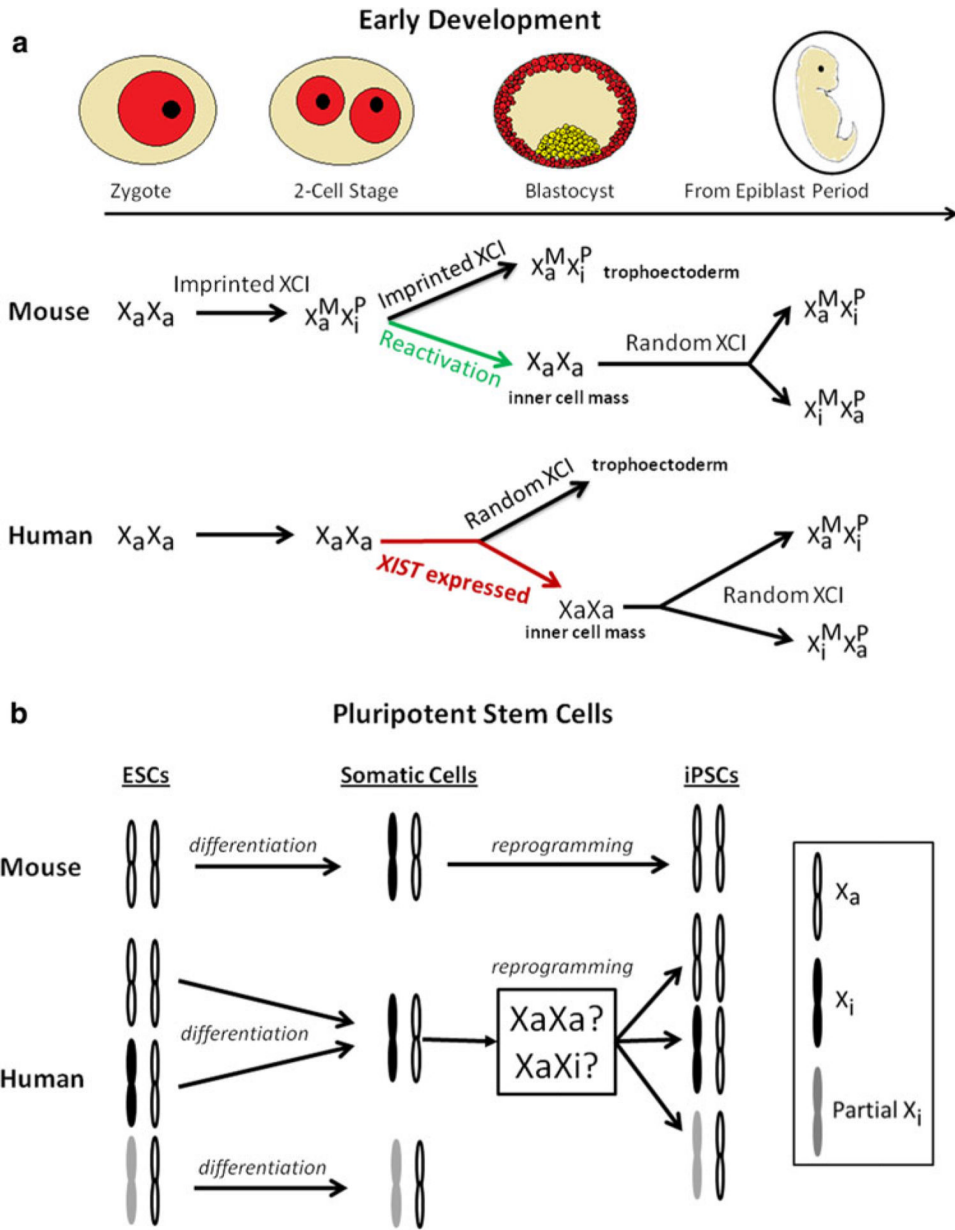 Early Development
a
Zygote 2-Cell Stage Blastocyst From Epiblast Period
Mouse
XaXa
Imprinted XCI
XaMXiP
Imprinted XCI
XaMXiP trophoectoderm
Reactivation
XaXa
inner cell mass
Random XCI
XaMXiP
XiMXaP
Human
XaXa
XaXa
Random XCI
trophoectoderm
XIST expressed
XaXa
inner cell mass
Random XCI
XaMXiP
XiMXaP
b
Pluripotent Stem Cells
ESCs Somatic Cells iPSCs
Mouse
differentiation
reprogramming
Human
differentiation
reprogramming
XaXa?
XaXi?
differentiation
Xa
Xi
Partial Xi